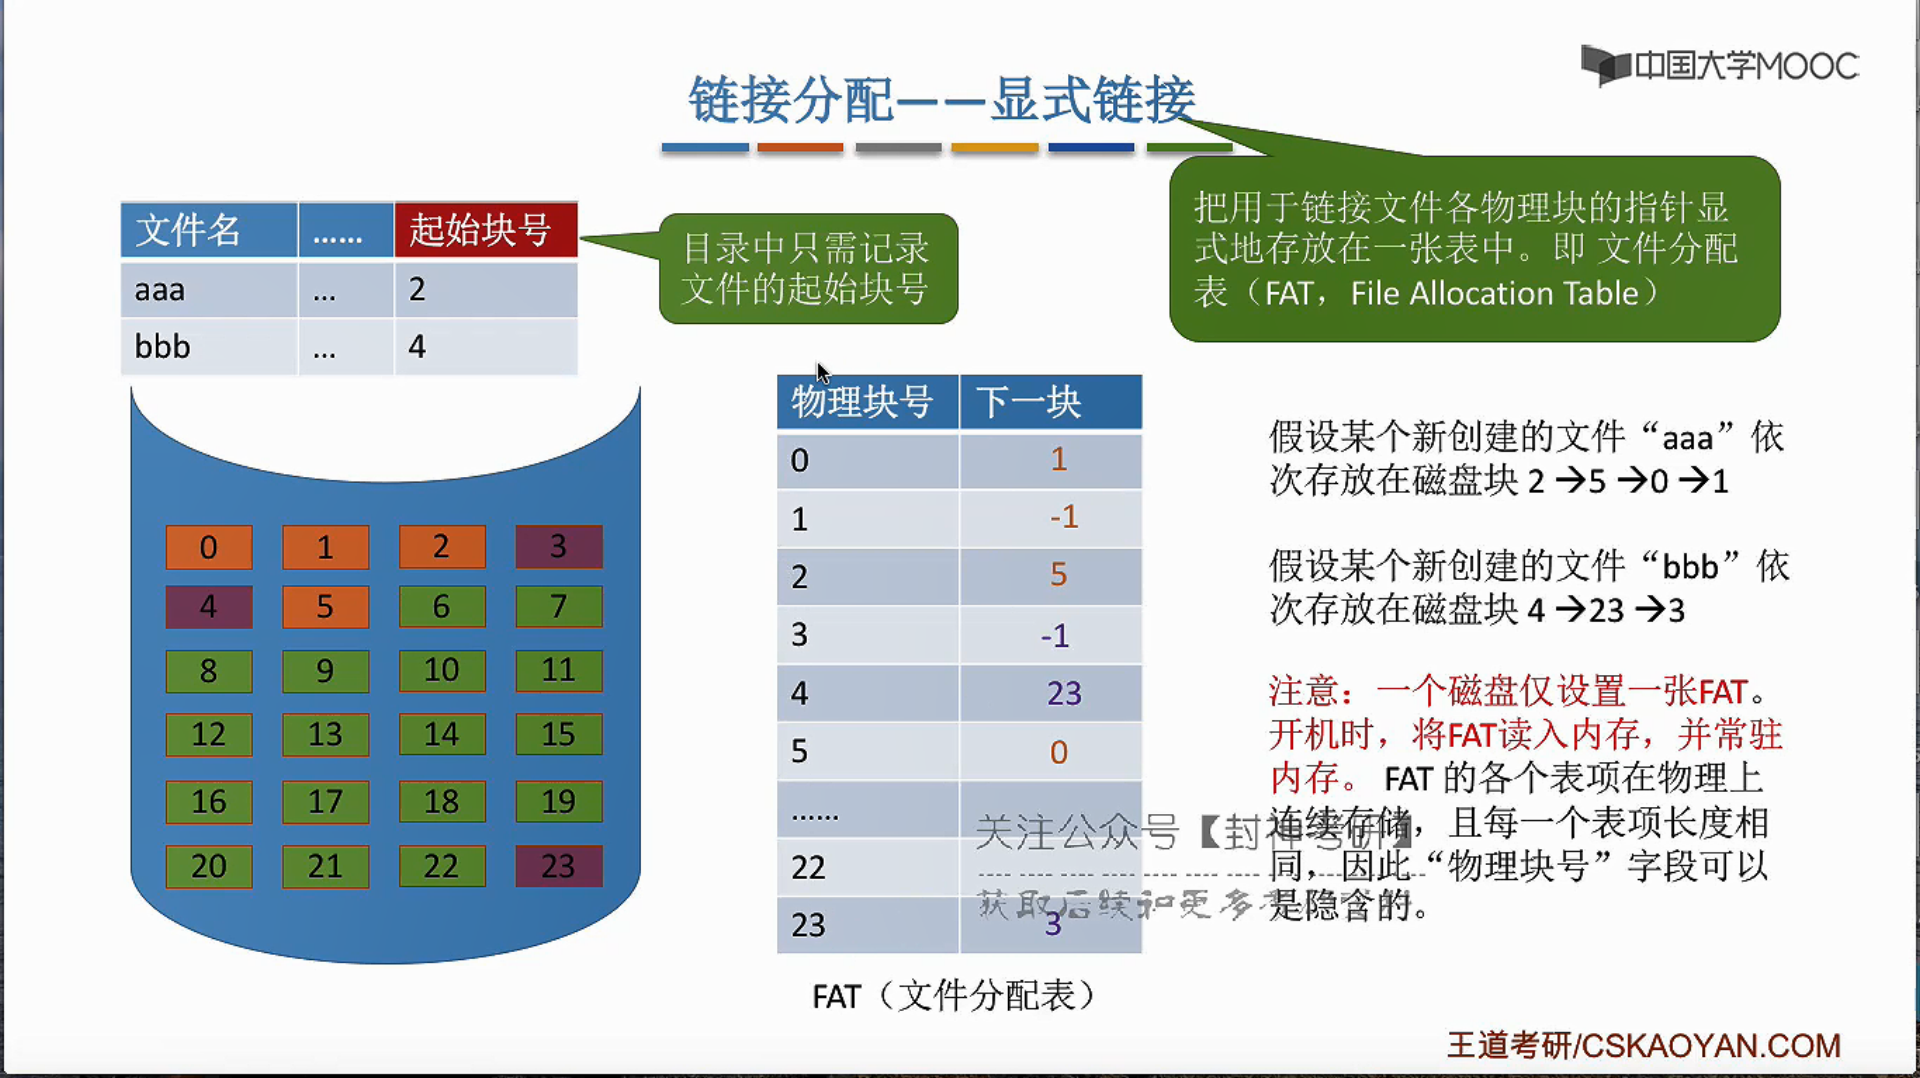 中国大学MOOC
链接分配——显式链接
把用于链接文件各物理块的指针显
式地存放在一张表中。即 文件分配
表（FAT，File Allocation Table）
文件名 …… 起始块号
aaa … 2
bbb … 4
目录中只需记录
文件的起始块号
0 1 2 3
4 5 6 7
8 9 10 11
12 13 14 15
16 17 18 19
20 21 22 23
物理块号 下一块
0 1
1 -1
2 5
3 -1
4 23
5 0
……
22
23 3
FAT（文件分配表）
假设某个新创建的文件“aaa”依
次存放在磁盘块 2 →5 →0 →1
假设某个新创建的文件“bbb”依
次存放在磁盘块 4 →23 →3
注意：一个磁盘仅设置一张FAT。
开机时，将FAT读入内存，并常驻
内存。 FAT 的各个表项在物理上
连续存储，且每一个表项长度相
同，因此“物理块号”字段可以
是隐含的。
关注公众号【封神考研】
获取后续和更多
王道考研/CSKAOYAN.COM